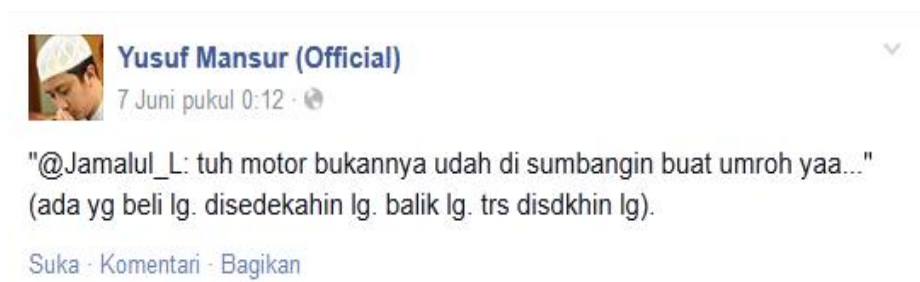 Yusuf Mansur (Official)
7 Juni pukul 0:12 ·
"@Jamalul_L: tuh motor bukannya udah di sumbangin buat umroh yaa..."
(ada yg beli lg. disedekahin lg. balik lg. trs disdkhin lg).
Suka · Komentari · Bagikan